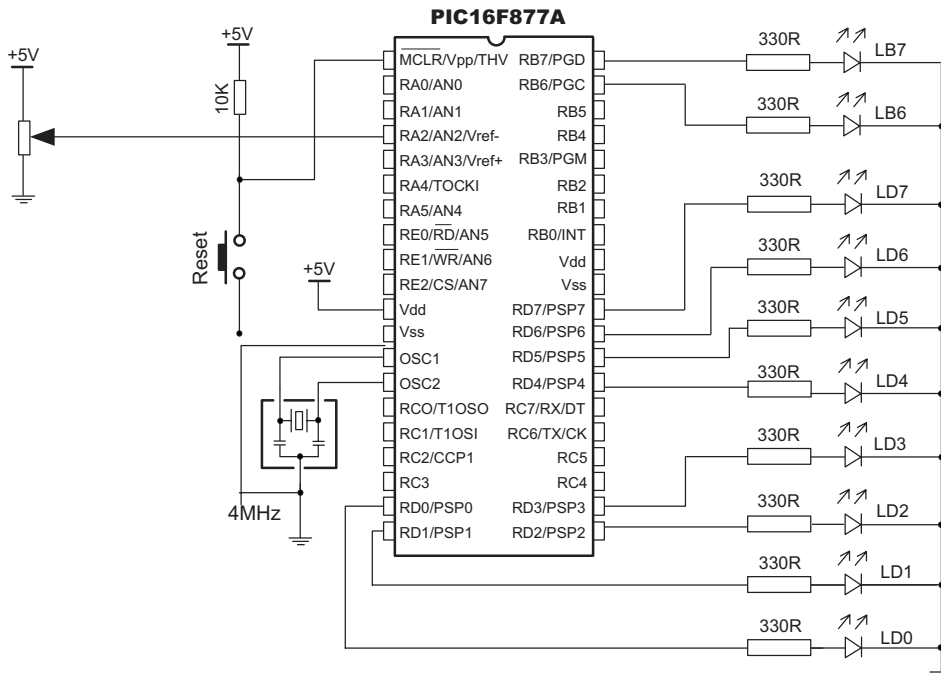 PIC16F877A
+5V
+5V
10K
Reset
+5V
4MHz
MCLR/Vpp/THV
RA0/AN0
RA1/AN1
RA2/AN2/Vref-
RA3/AN3/Vref+
RA4/TOCKI
RA5/AN4
RE0/RD/AN5
RE1/WR/AN6
RE2/CS/AN7
Vdd
Vss
OSC1
OSC2
RCO/T1OSO
RC1/T1OSI
RC2/CCP1
RC3
RD0/PSP0
RD1/PSP1
RB7/PGD
RB6/PGC
RB5
RB4
RB3/PGM
RB2
RB1
RB0/INT
Vdd
Vss
RD7/PSP7
RD6/PSP6
RD5/PSP5
RD4/PSP4
RC7/RX/DT
RC6/TX/CK
RC5
RC4
RD3/PSP3
RD2/PSP2
330R LB7
330R LB6
330R LD7
330R LD6
330R LD5
330R LD4
330R LD3
330R LD2
330R LD1
330R LD0